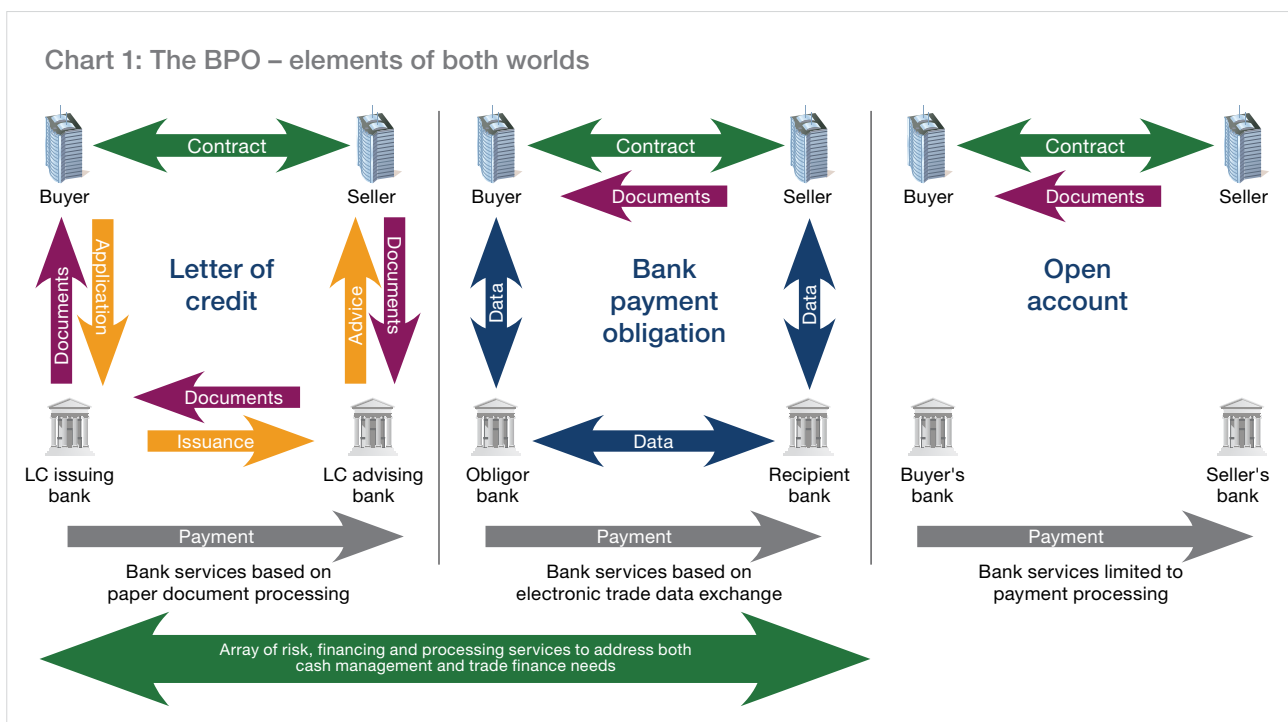 Chart 1: The BPO – elements of both worlds
Contract
Buyer
Seller
Documents
Application
Letter of
credit
Advice
Documents
Documents
Issuance
LC issuing
bank
LC advising
bank
Payment
Bank services based on
paper document processing
Contract
Buyer
Documents
Seller
Data
Bank
payment
obligation
Data
Data
Obligor
bank
Recipient
bank
Payment
Bank services based on
electronic trade data exchange
Contract
Buyer
Documents
Seller
Open
account
Buyer's
bank
Seller's
bank
Payment
Bank services limited to
payment processing
Array of risk, financing and processing services to address both
cash management and trade finance needs